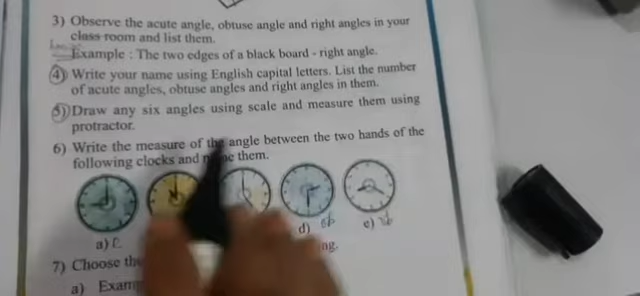 3) Observe the acute angle, obtuse angle and right angles in your
class-room and list them.
Example : The two edges of a black board - right angle.
4) Write your name using English capital letters. List the number
of acute angles, obtuse angles and right angles in them.
5) Draw any six angles using scale and measure them using
protractor.
6) Write the measure of the angle between the two hands of the
following clocks and them.
a) d) e)
ng.
7) Choose
a)